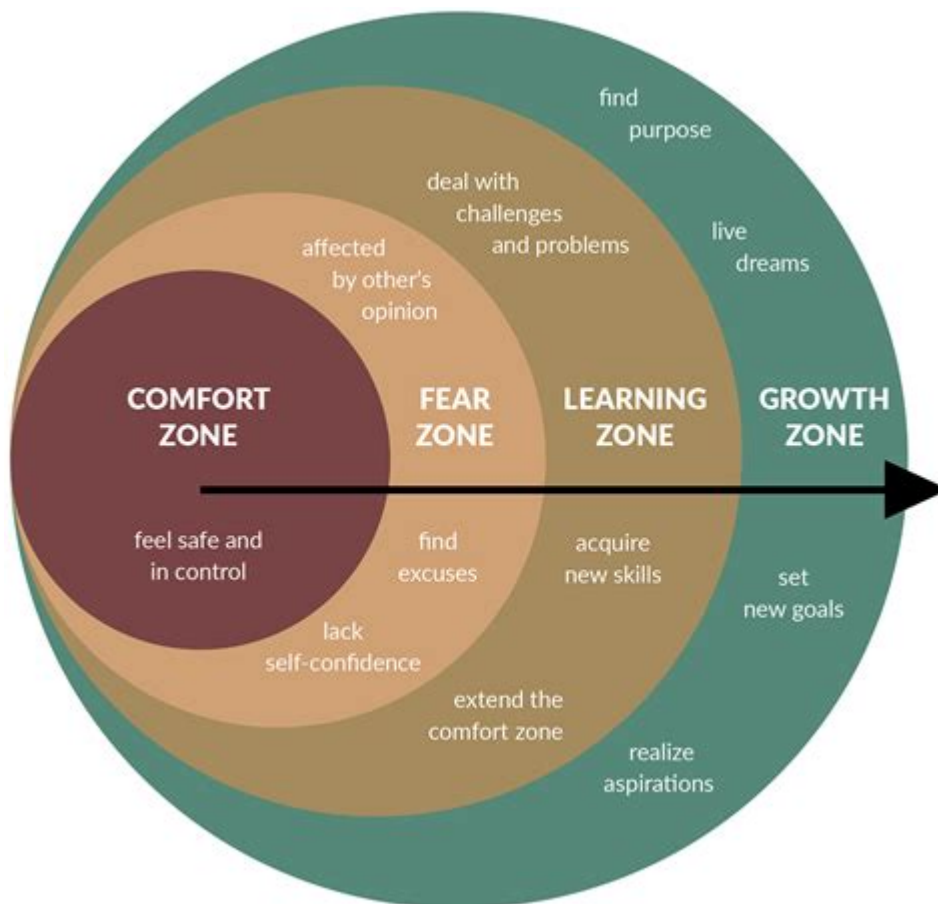 find
purpose
deal with
challenges
and problems
live
dreams
affected
by other's
opinion
COMFORT
ZONE
FEAR
ZONE
LEARNING
ZONE
GROWTH
ZONE
feel safe and
in control
find
excuses
acquire
new skills
set
new goals
lack
self-confidence
extend the
comfort zone
realize
aspirations